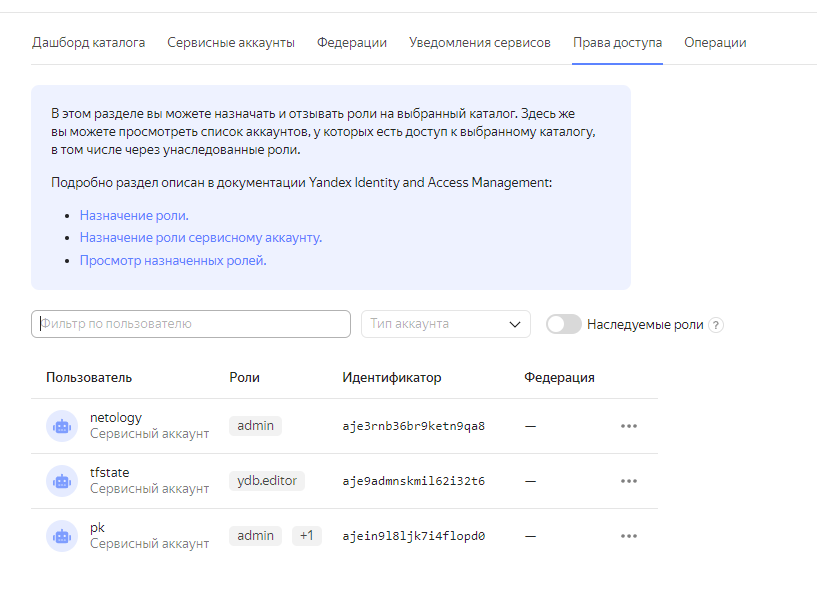 Дашборд каталога Сервисные аккаунты Федерации Уведомления сервисов Права доступа Операции
В этом разделе вы можете назначать и отзывать роли на выбранный каталог. Здесь же
вы можете просмотреть список аккаунтов, у которых есть доступ к выбранному каталогу,
в том числе через унаследованные роли.
Подробно раздел описан в документации Yandex Identity and Access Management:
• Назначение роли.
• Назначение роли сервисному аккаунту.
• Просмотр назначенных ролей.
Фильтр по пользователю Тип аккаунта Наследуемые роли ?
Пользователь Роли Идентификатор Федерация
netology
Сервисный аккаунт admin aje3rnb36br9ketn9qa8 —
tfstate
Сервисный аккаунт ydb.editor aje9admnskmil62i32t6 —
pk
Сервисный аккаунт admin +1 ajein9l8ljk7i4flopd0 —